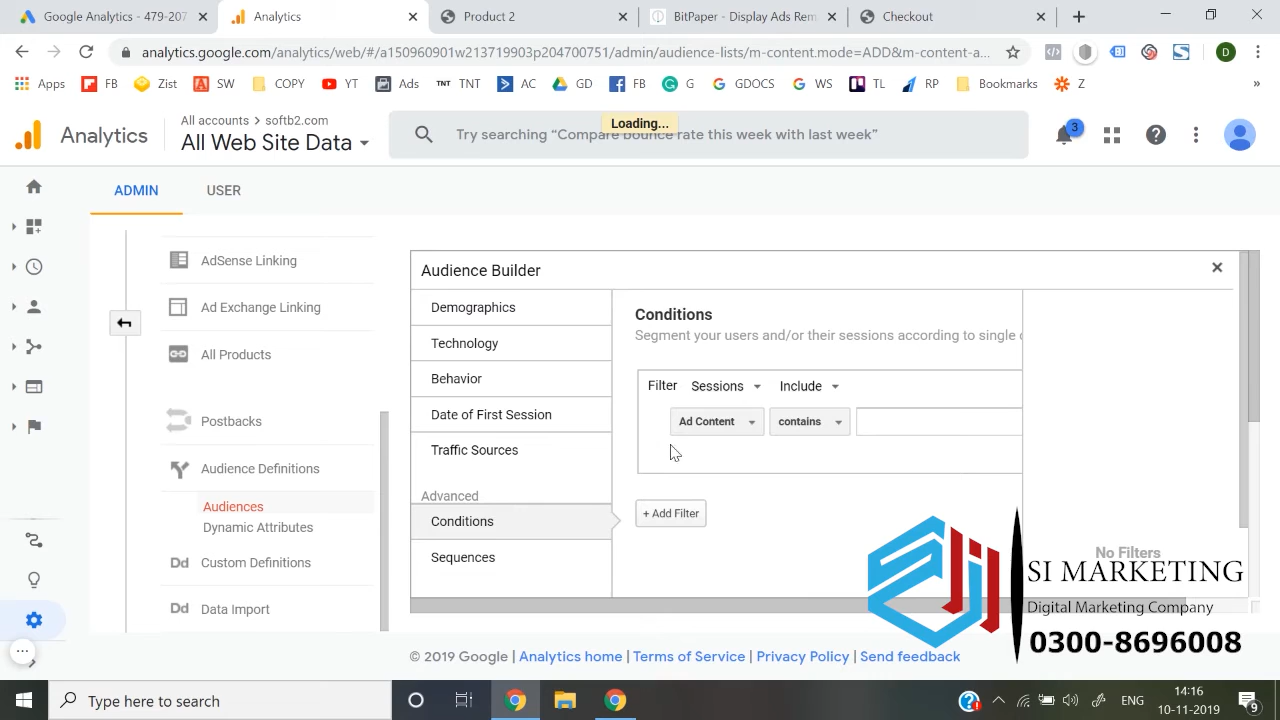 Google Analytics - 479-207
Analytics
Product 2
BitPaper - Display Ads Rem
Checkout
analytics.google.com/analytics/web/#/a150960901w213719903p204700751/admin/audience-lists/m-content.mode=ADD&m-content-a...
D
Apps
FB
Zist
SW
COPY
YT
Ads
TNT TNT
AC
GD
FB
G
GDOCS
WS
TL
RP
Bookmarks
Z
»
Analytics
All accounts > softb2.com
All Web Site Data
Loading...
Try searching “Compare bounce rate this week with last week”
3
ADMIN
USER
AdSense Linking
Ad Exchange Linking
All Products
Postbacks
Audience Definitions
Audiences
Dynamic Attributes
Dd Custom Definitions
Dd Data Import
Audience Builder
Demographics
Technology
Behavior
Date of First Session
Traffic Sources
Advanced
Conditions
Sequences
Conditions
Segment your users and/or their sessions according to single
Filter Sessions Include
Ad Content contains
+ Add Filter
No Filters
SI MARKETING
Digital Marketing Company
0300-8696008
© 2019 Google | Analytics home | Terms of Service | Privacy Policy | Send feedback
Type here to search
ENG
14:16
10-11-2019
9